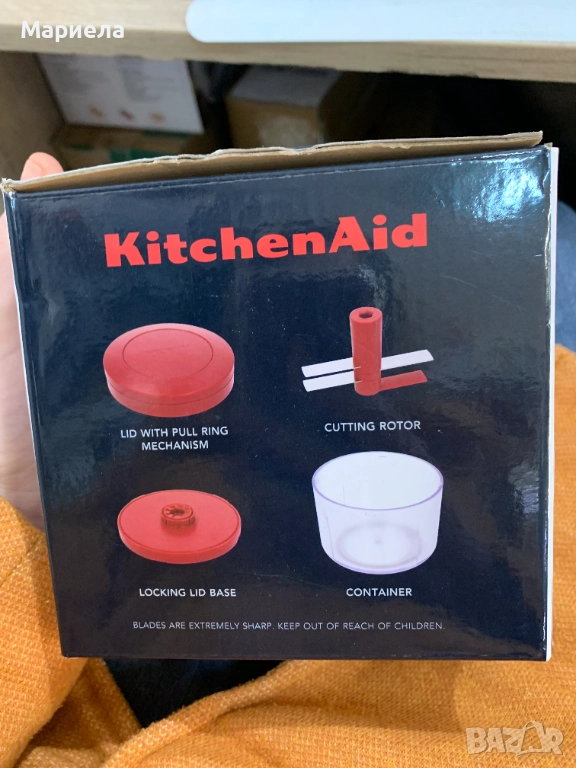 Мариела
KitchenAid
LID WITH PULL RING
MECHANISM
CUTTING ROTOR
LOCKING LID BASE
CONTAINER
BLADES ARE EXTREMELY SHARP. KEEP OUT OF REACH OF CHILDREN.
BAZAR